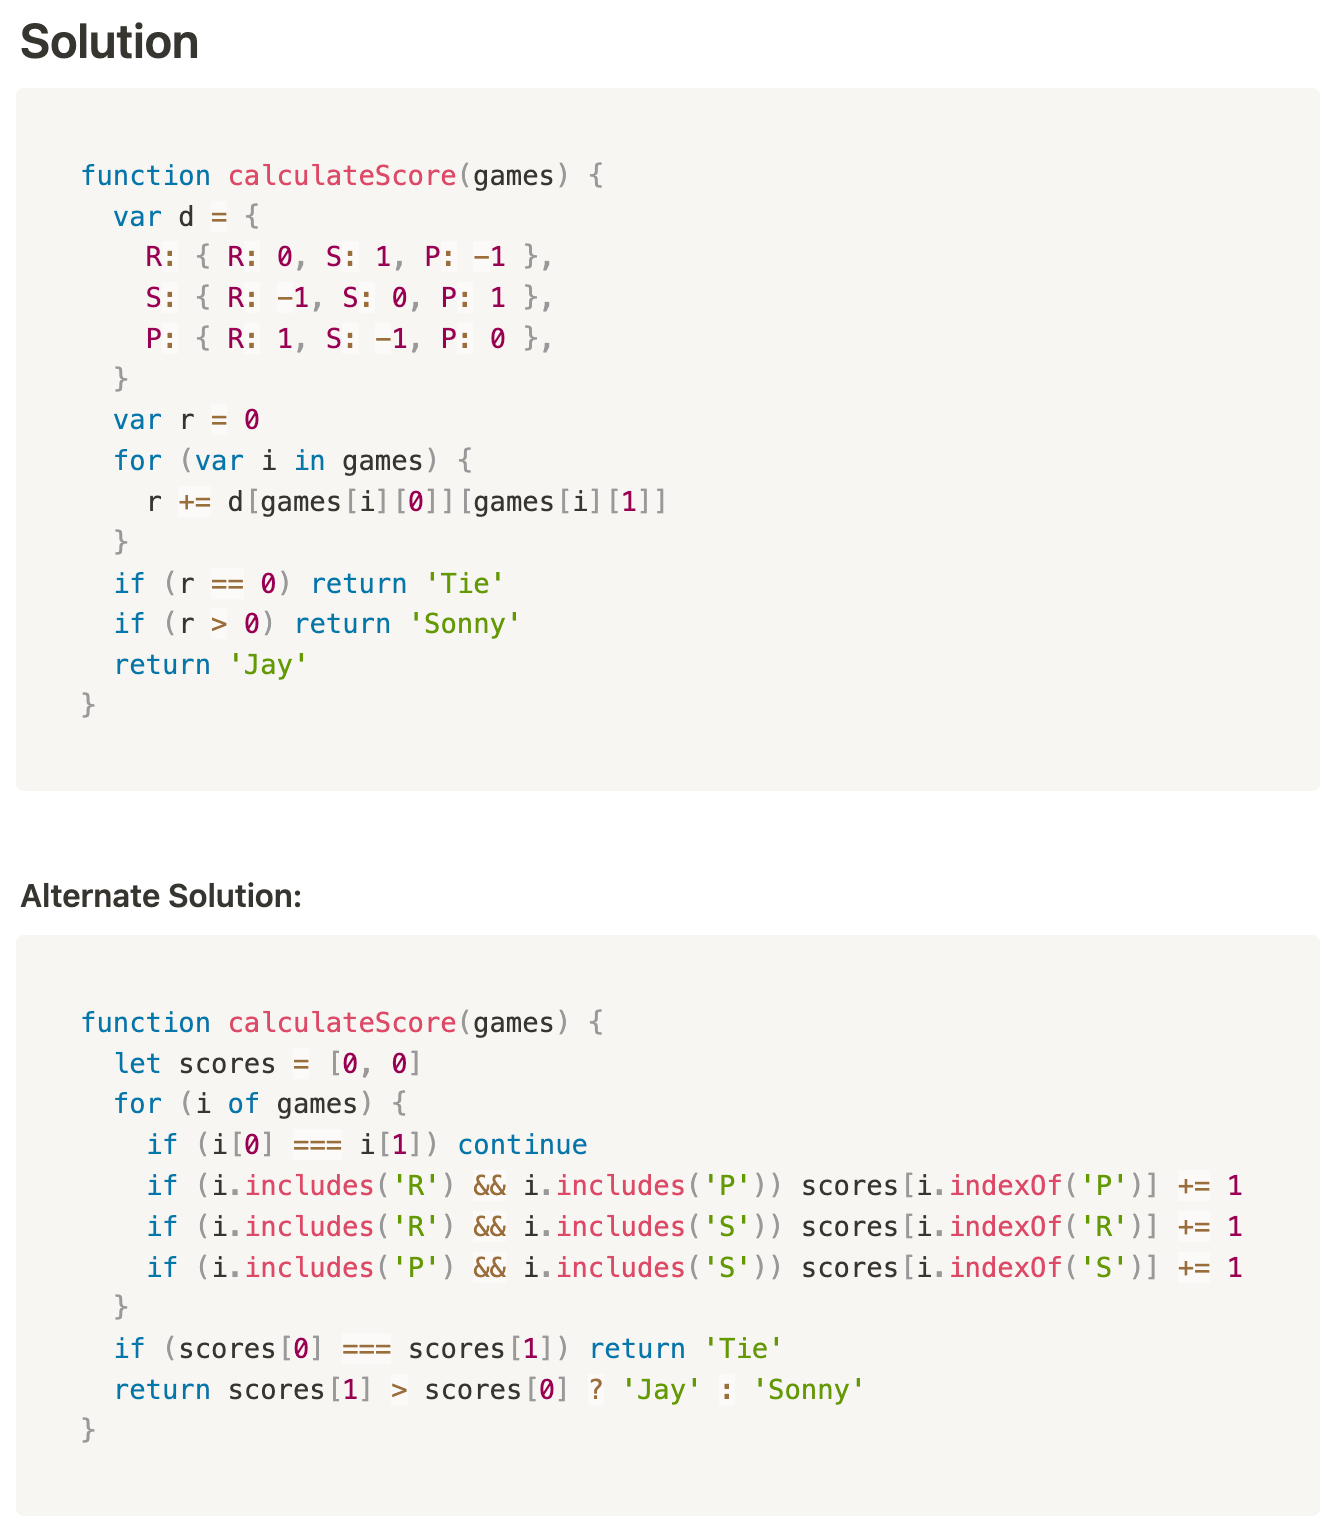 Solution
function calculateScore(games) {
  var d = {
    R: { R: 0, S: 1, P: -1 },
    S: { R: -1, S: 0, P: 1 },
    P: { R: 1, S: -1, P: 0 },
  }
  var r = 0
  for (var i in games) {
    r += d[games[i][0]][games[i][1]]
  }
  if (r == 0) return 'Tie'
  if (r > 0) return 'Sonny'
  return 'Jay'
}
Alternate Solution:
function calculateScore(games) {
  let scores = [0, 0]
  for (i of games) {
    if (i[0] === i[1]) continue
    if (i.includes('R') && i.includes('P')) scores[i.indexOf('P')] += 1
    if (i.includes('R') && i.includes('S')) scores[i.indexOf('R')] += 1
    if (i.includes('P') && i.includes('S')) scores[i.indexOf('S')] += 1
  }
  if (scores[0] === scores[1]) return 'Tie'
  return scores[1] > scores[0] ? 'Jay' : 'Sonny'
}